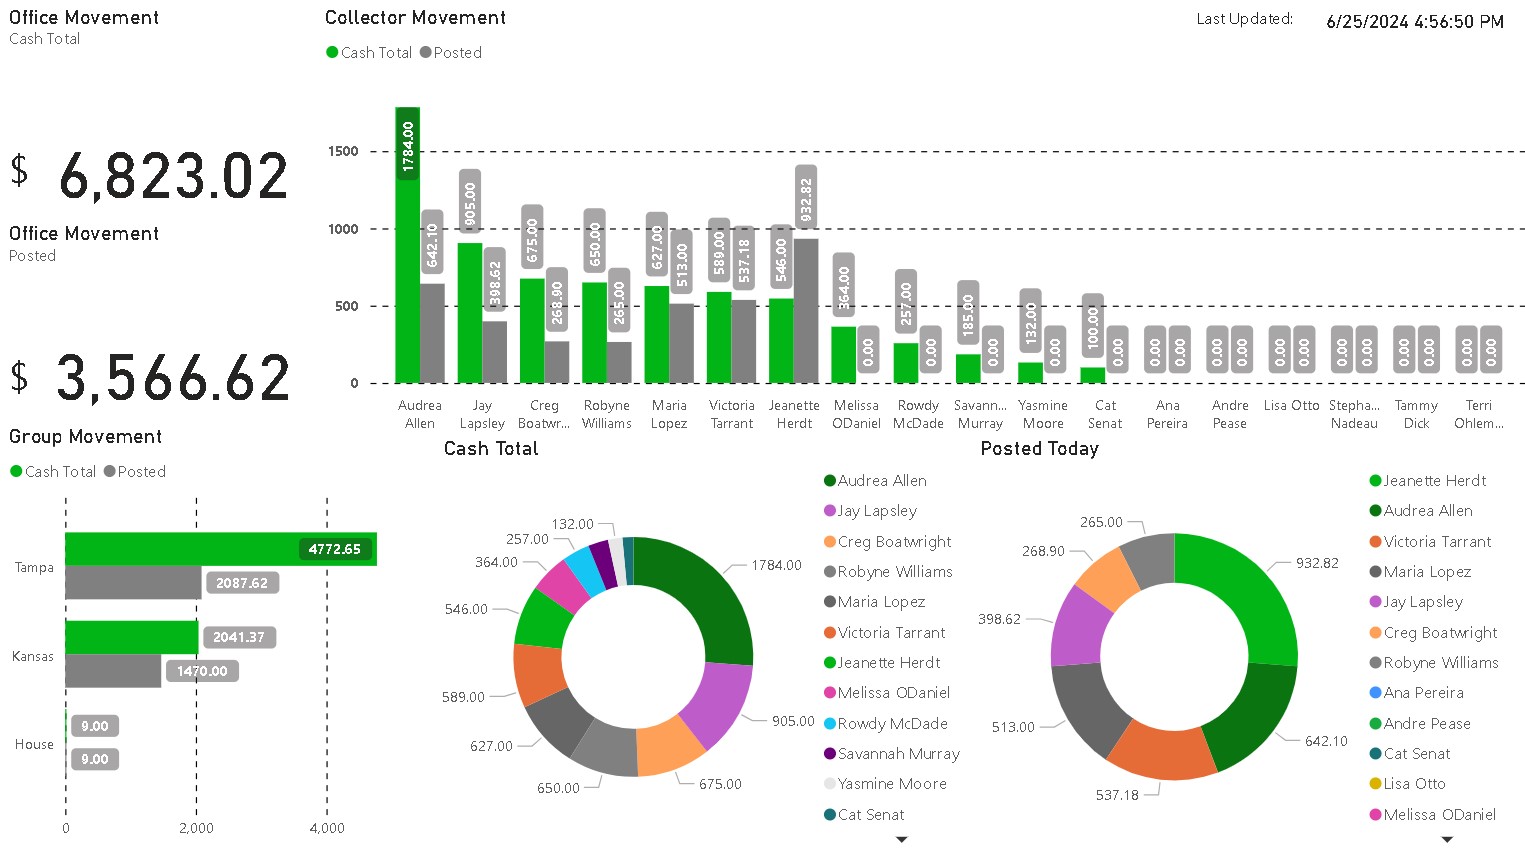 Office Movement
Cash Total
$ 6,823.02
Office Movement
Posted
$ 3,566.62
Collector Movement
Cash Total Posted
Last Updated: 6/25/2024 4:56:50 PM
1500
1000
500
0
1784.00 642.10
905.00 398.62
675.00 268.90
650.00 265.00
627.00 513.00
589.00 537.18
546.00 932.82
364.00 0.00
257.00 0.00
185.00 0.00
132.00 0.00
100.00 0.00
0.00 0.00
0.00 0.00
0.00 0.00
0.00 0.00
0.00 0.00
0.00 0.00
Audrea Allen
Jay Lapsley
Creg Boatwr...
Robyne Williams
Maria Lopez
Victoria Tarrant
Jeanette Herdt
Melissa ODaniel
Rowdy McDade
Savann... Murray
Yasmine Moore
Cat Senat
Ana Pereira
Andre Pease
Lisa Otto
Stepha... Nadeau
Tammy Dick
Terri Ohlem...
Group Movement
Cash Total Posted
Tampa
4772.65
2087.62
Kansas
2041.37
1470.00
House
9.00
9.00
0 2,000 4,000
Cash Total
1784.00
905.00
675.00
650.00
627.00
589.00
546.00
364.00
257.00
132.00
Audrea Allen
Jay Lapsley
Creg Boatwright
Robyne Williams
Maria Lopez
Victoria Tarrant
Jeanette Herdt
Melissa ODaniel
Rowdy McDade
Savannah Murray
Yasmine Moore
Cat Senat
Posted Today
932.82
642.10
537.18
513.00
398.62
268.90
265.00
Jeanette Herdt
Audrea Allen
Victoria Tarrant
Maria Lopez
Jay Lapsley
Creg Boatwright
Robyne Williams
Ana Pereira
Andre Pease
Cat Senat
Lisa Otto
Melissa ODaniel